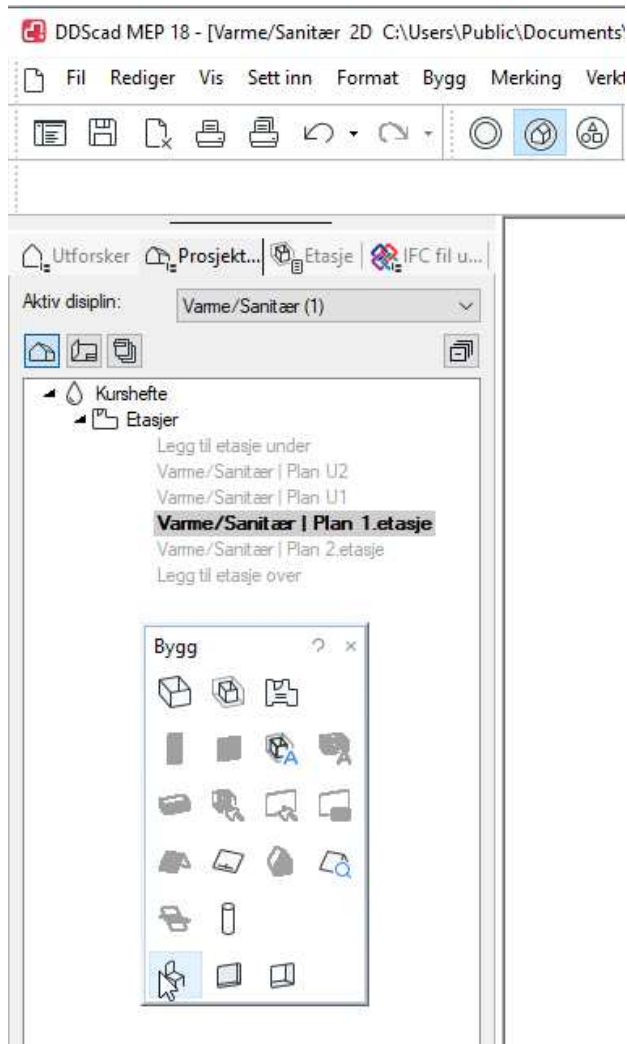 DDScad MEP 18 - [Varme/Sanitær 2D C:\Users\Public\Documents\
Fil Rediger Vis Sett inn Format Bygg Merking Verkt
Utforsker Prosjekt... Etasje IFC fil u...
Aktiv disiplin: Varme/Sanitær (1)
Kurshefte
Etasjer
Legg til etasje under
Varme/Sanitær | Plan U2
Varme/Sanitær | Plan U1
Varme/Sanitær | Plan 1.etasje
Varme/Sanitær | Plan 2.etasje
Legg til etasje over
Bygg ? ×